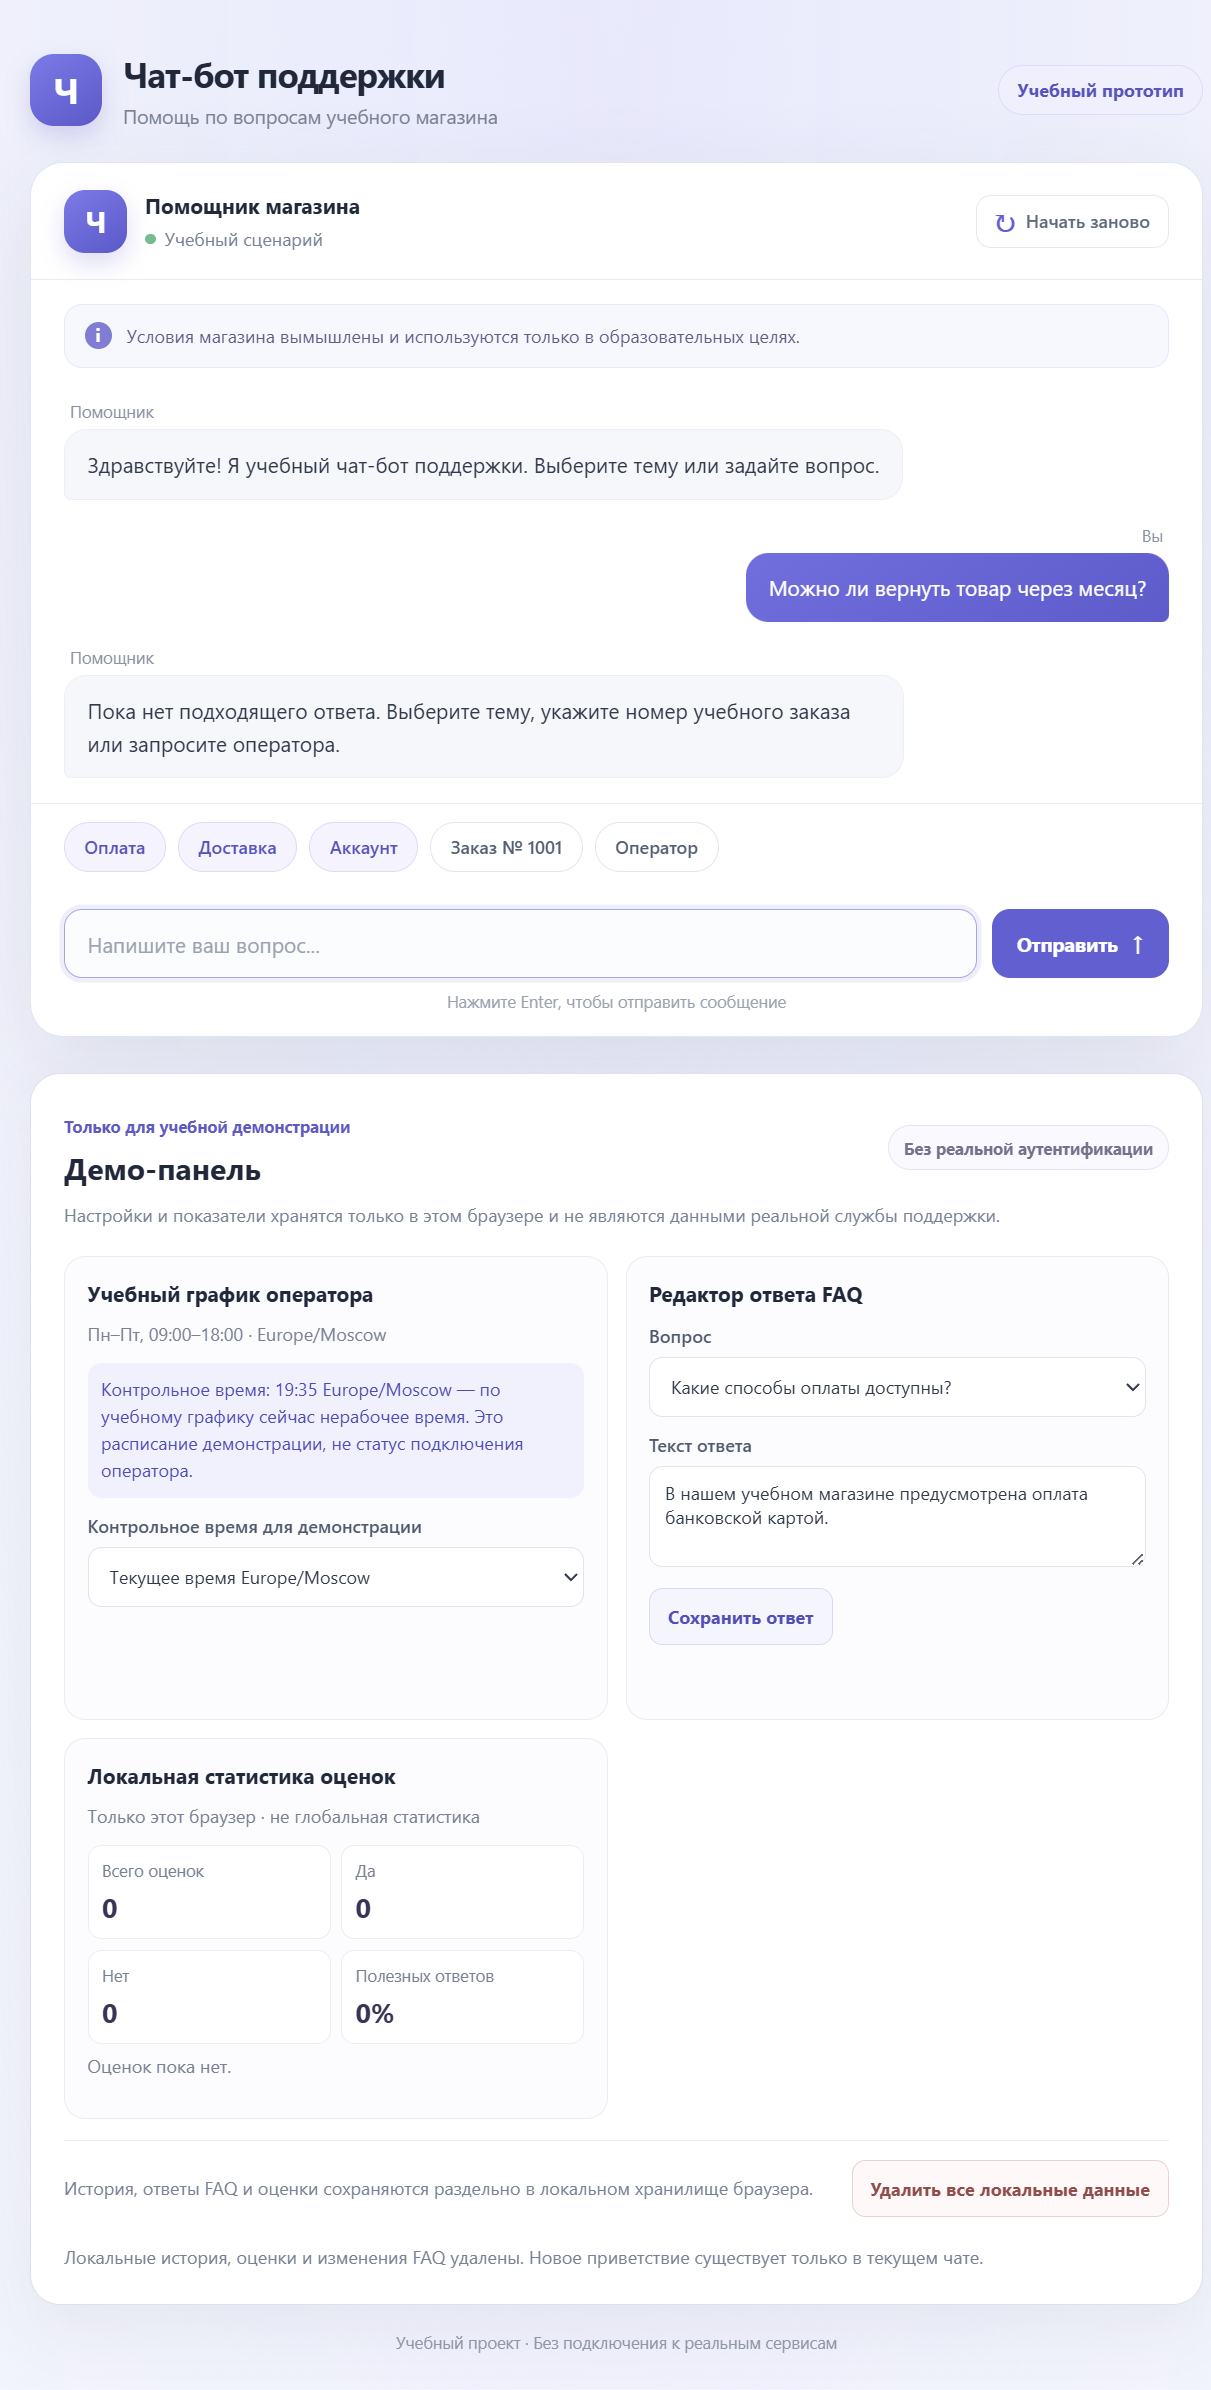 Ч
Чат-бот поддержки
Помощь по вопросам учебного магазина
Учебный прототип
Ч
Помощник магазина
Учебный сценарий
↻ Начать заново
i Условия магазина вымышлены и используются только в образовательных целях.
Помощник
Здравствуйте! Я учебный чат-бот поддержки. Выберите тему или задайте вопрос.
Вы
Можно ли вернуть товар через месяц?
Помощник
Пока нет подходящего ответа. Выберите тему, укажите номер учебного заказа
или запросите оператора.
Оплата
Доставка
Аккаунт
Заказ № 1001
Оператор
Напишите ваш вопрос...
Отправить ↑
Нажмите Enter, чтобы отправить сообщение
Только для учебной демонстрации
Демо-панель
Без реальной аутентификации
Настройки и показатели хранятся только в этом браузере и не являются данными реальной службы поддержки.
Учебный график оператора
Пн–Пт, 09:00–18:00 · Europe/Moscow
Контрольное время: 19:35 Europe/Moscow — по
учебному графику сейчас нерабочее время. Это
расписание демонстрации, не статус подключения
оператора.
Контрольное время для демонстрации
Текущее время Europe/Moscow
Редактор ответа FAQ
Вопрос
Какие способы оплаты доступны?
Текст ответа
В нашем учебном магазине предусмотрена оплата
банковской картой.
Сохранить ответ
Локальная статистика оценок
Только этот браузер · не глобальная статистика
Всего оценок
0
Да
0
Нет
0
Полезных ответов
0%
Оценок пока нет.
История, ответы FAQ и оценки сохраняются раздельно в локальном хранилище браузера.
Удалить все локальные данные
Локальные история, оценки и изменения FAQ удалены. Новое приветствие существует только в текущем чате.
Учебный проект · Без подключения к реальным сервисам